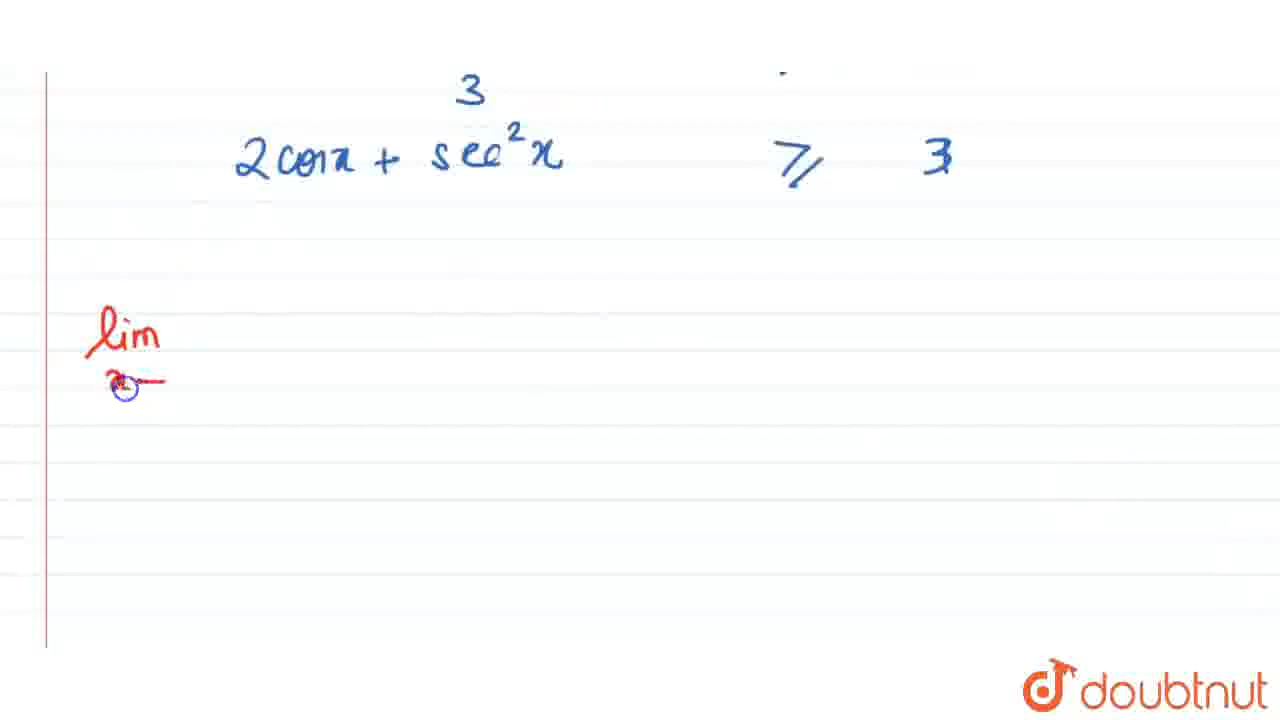 3
2cosx + sec²x ⩾ 3
lim
x
doubtnut